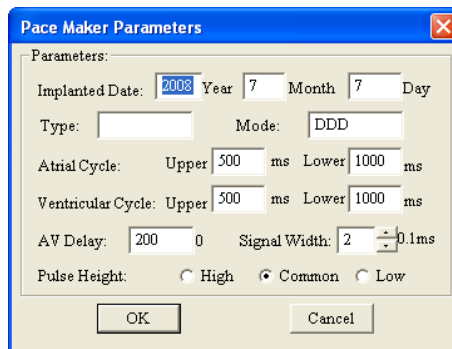 Pace Maker Parameters
Parameters:
Implanted Date: 2008 Year 7 Month 7 Day
Type: Mode: DDD
Atrial Cycle: Upper 500 ms Lower 1000 ms
Ventricular Cycle: Upper 500 ms Lower 1000 ms
AV Delay: 200 0 Signal Width: 2 0.1ms
Pulse Height: High Common Low
OK Cancel